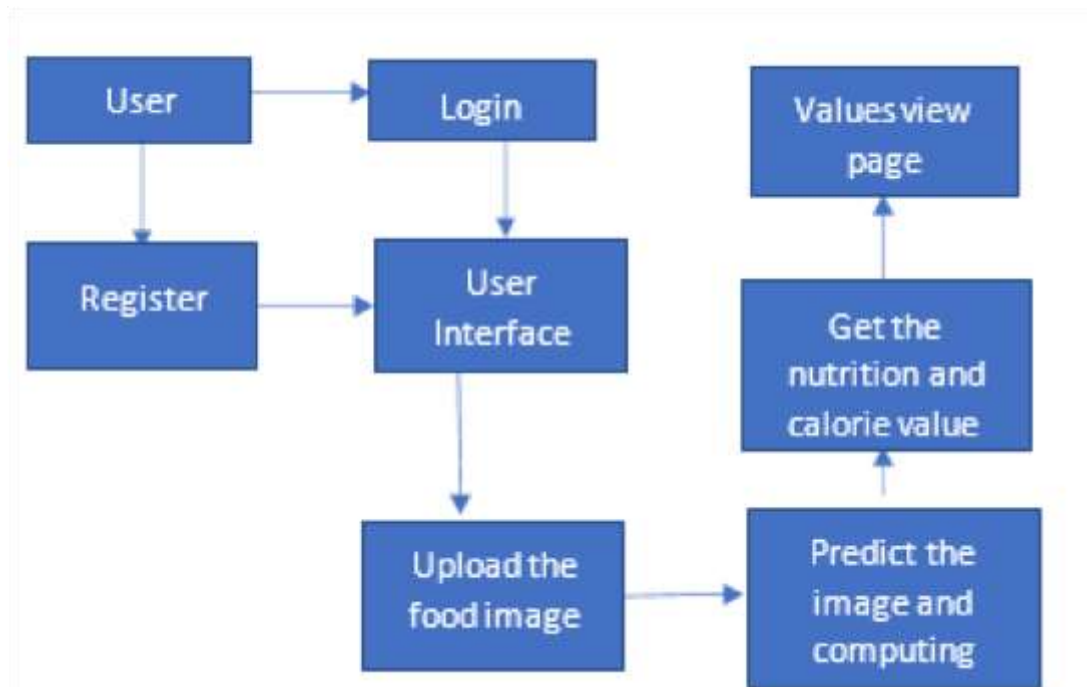 User
Login
Values view
page
Register
User
Interface
Get the
nutrition and
calorie value
Upload the
food image
Predict the
image and
computing